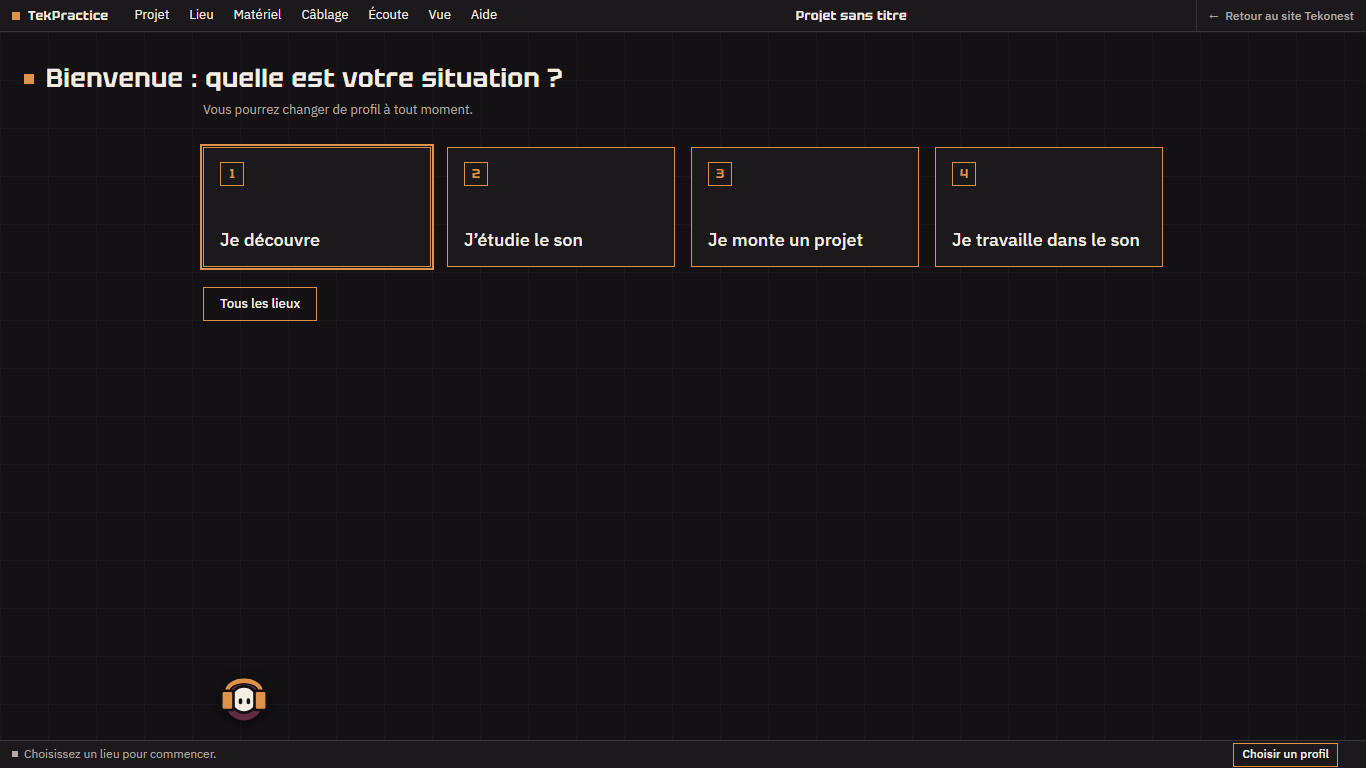 TekPractice Projet Lieu Matériel Câblage Écoute Vue Aide Projet sans titre ← Retour au site Tekonest
Bienvenue : quelle est votre situation ?
Vous pourrez changer de profil à tout moment.
1
Je découvre
2
J’étudie le son
3
Je monte un projet
4
Je travaille dans le son
Tous les lieux
Choisissez un lieu pour commencer.
Choisir un profil